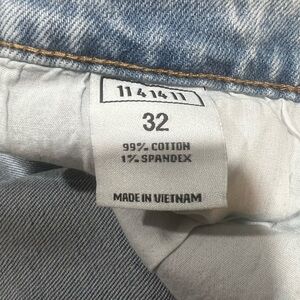 11 4 14 11
32
99% COTTON
1% SPANDEX
MADE IN VIETNAM